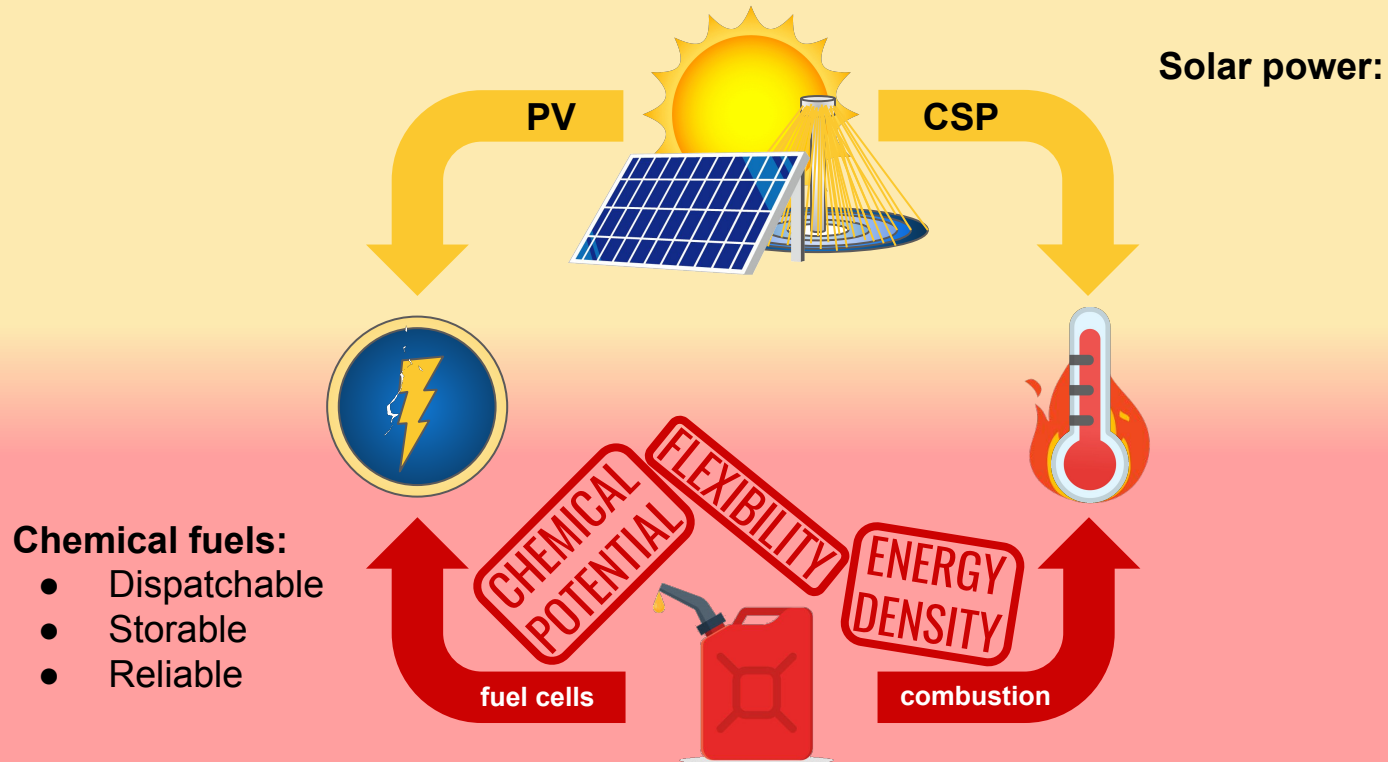 Solar power:
PV
CSP
Chemical fuels:
● Dispatchable
● Storable
● Reliable
CHEMICAL
POTENTIAL
FLEXIBILITY
ENERGY
DENSITY
fuel cells
combustion